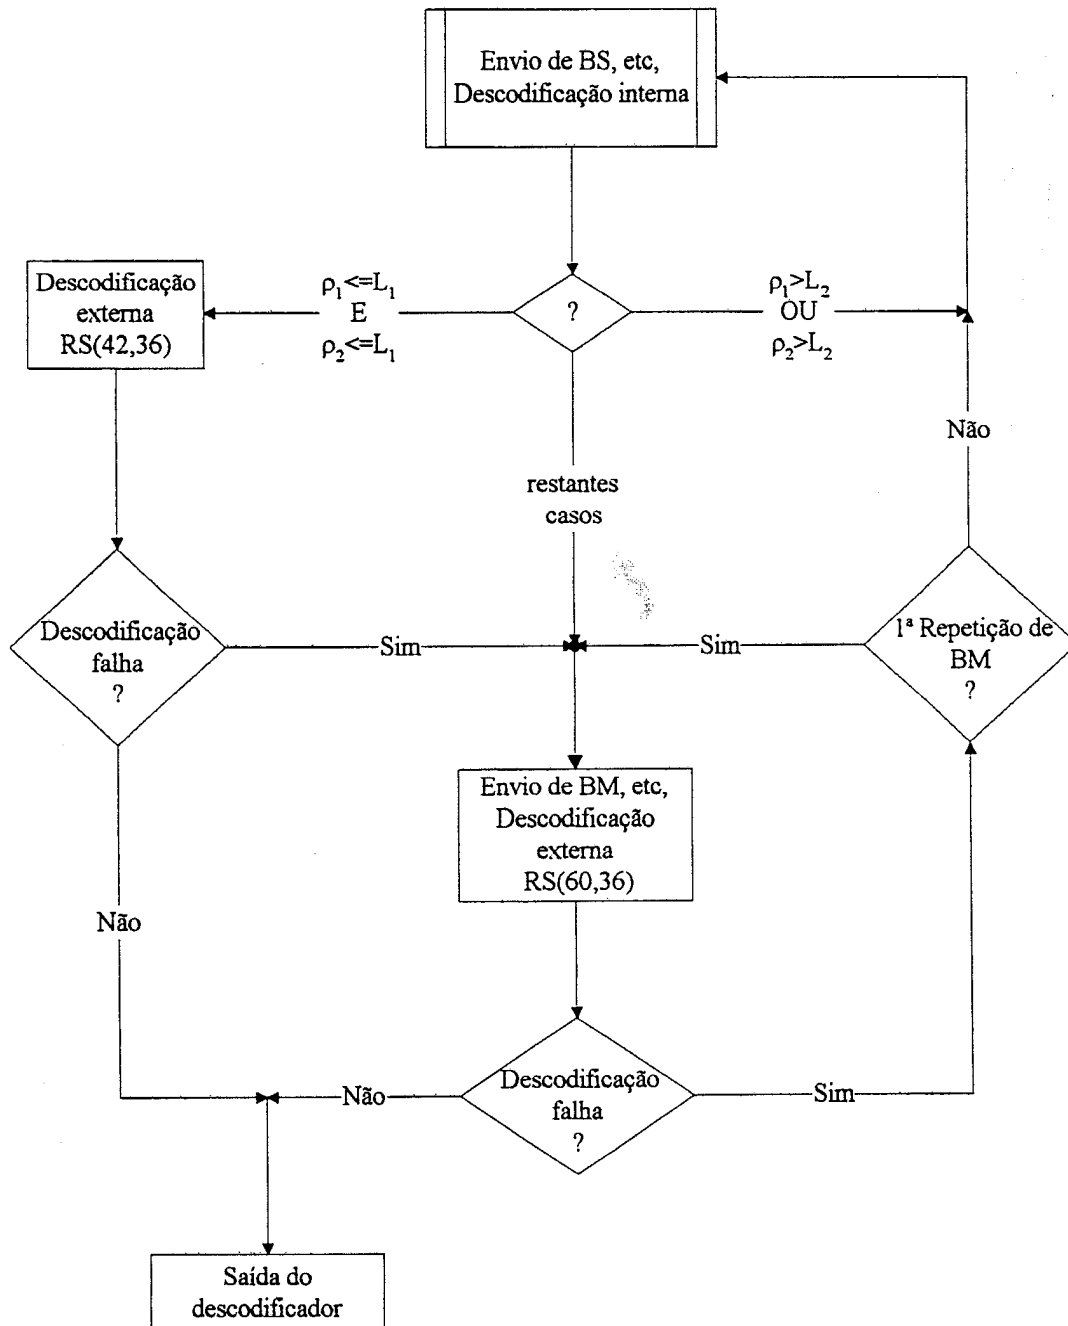 Envio de BS, etc,
Descodificação interna
Descodificação
externa
RS(42,36)
ρ₁<=L₁
E
ρ₂<=L₁
?
ρ₁>L₂
OU
ρ₂>L₂
Não
restantes
casos
Descodificação
falha
?
Sim
Sim
1ª Repetição de
BM
?
Envio de BM, etc,
Descodificação
externa
RS(60,36)
Não
Não
Descodificação
falha
?
Sim
Saída do
descodificador